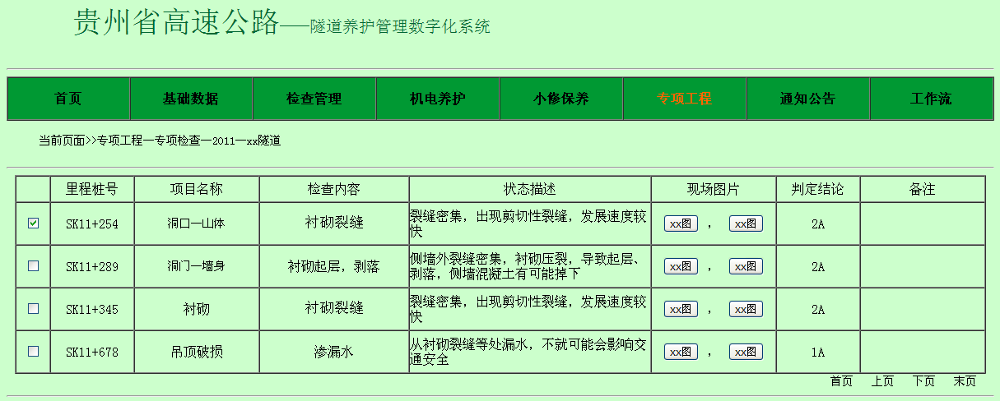 贵州省高速公路——隧道养护管理数字化系统
首页 基础数据 检查管理 机电养护 小修保养 专项工程 通知公告 工作流
当前页面>>专项工程—专项检查—2011—xx隧道
里程桩号 项目名称 检查内容 状态描述 现场图片 判定结论 备注
SK11+254 洞口—山体 衬砌裂缝 裂缝密集，出现剪切性裂缝，发展速度较
快 xx图 ， xx图 2A
SK11+289 洞门—墙身 衬砌起层，剥落 侧墙外裂缝密集，衬砌压裂，导致起层、
剥落，侧墙混凝土有可能掉下 xx图 ， xx图 2A
SK11+345 衬砌 衬砌裂缝 裂缝密集，出现剪切性裂缝，发展速度较
快 xx图 ， xx图 2A
SK11+678 吊顶破损 渗漏水 从衬砌裂缝等处漏水，不就可能会影响交
通安全 xx图 ， xx图 1A
首页 上页 下页 末页